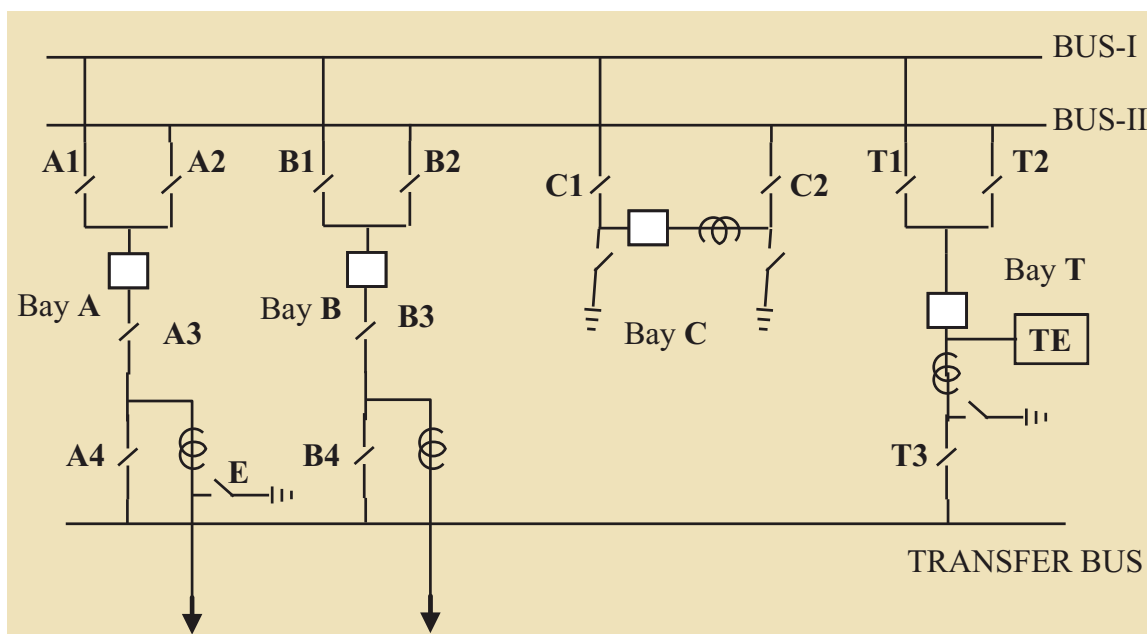 BUS-I
BUS-II
A1 A2 B1 B2 C1 C2 T1 T2
Bay A A3 Bay B B3 Bay C Bay T
TE
A4 E B4 T3
TRANSFER BUS